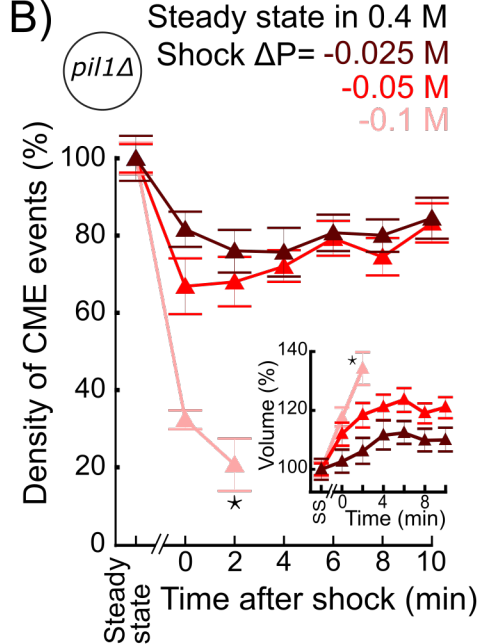 B)
Steady state in 0.4 M
pil1Δ
Shock ΔP= -0.025 M
-0.05 M
-0.1 M
Density of CME events (%)
100
80
60
40
20
0
Steady
state
0 2 4 6 8 10
Time after shock (min)
*
Volume (%)
140
120
100
*
SS 0 4 8
Time (min)